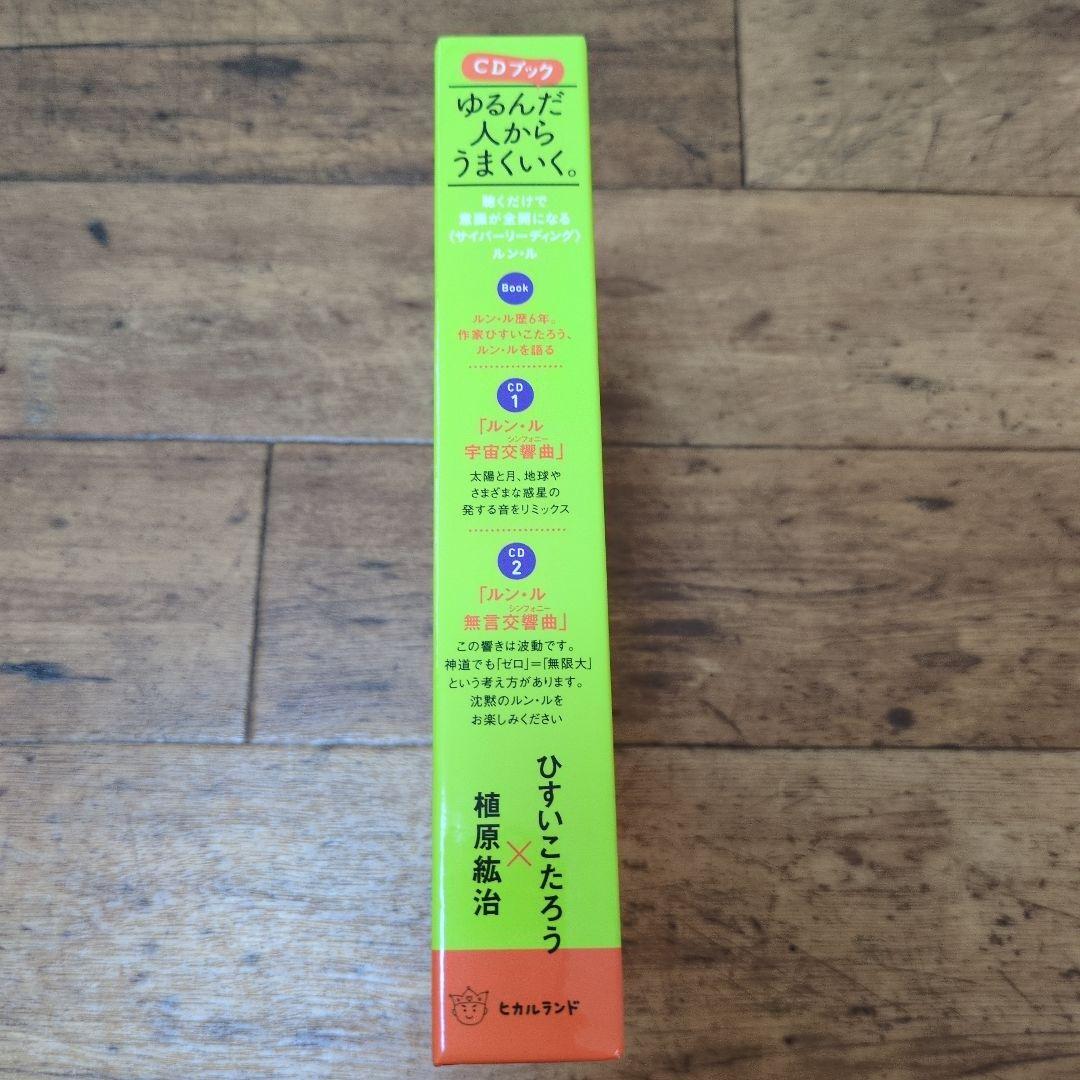 CDブック
ゆるんだ
人から
うまくいく。
聴くだけで
意識が全開になる
〈サイバーリーディング〉
ルン・ル
Book
ルン・ル歴6年。
作家ひすいこたろう、
ルン・ルを語る
CD
1
「ルン・ル
シンフォニー
宇宙交響曲」
太陽と月、地球や
さまざまな惑星の
発する音をリミックス
CD
2
「ルン・ル
シンフォニー
無言交響曲」
この響きは波動です。
神道でも「ゼロ」=「無限大」
という考え方があります。
沈黙のルン・ルを
お楽しみください
ひすいこたろう
×
植原紘治
ヒカルランド